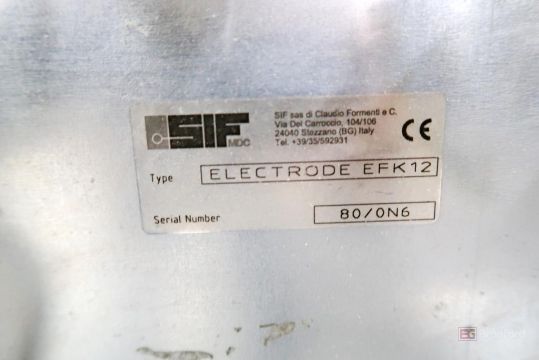 SIF
MDC
SIF sas di Claudio Formenti e C.
Via Del Carroccio, 104/106
24040 Stezzano (BG) Italy
Tel. +39/35/592931
CE
Type ELECTRODE EFK12
Serial Number 80/0N6